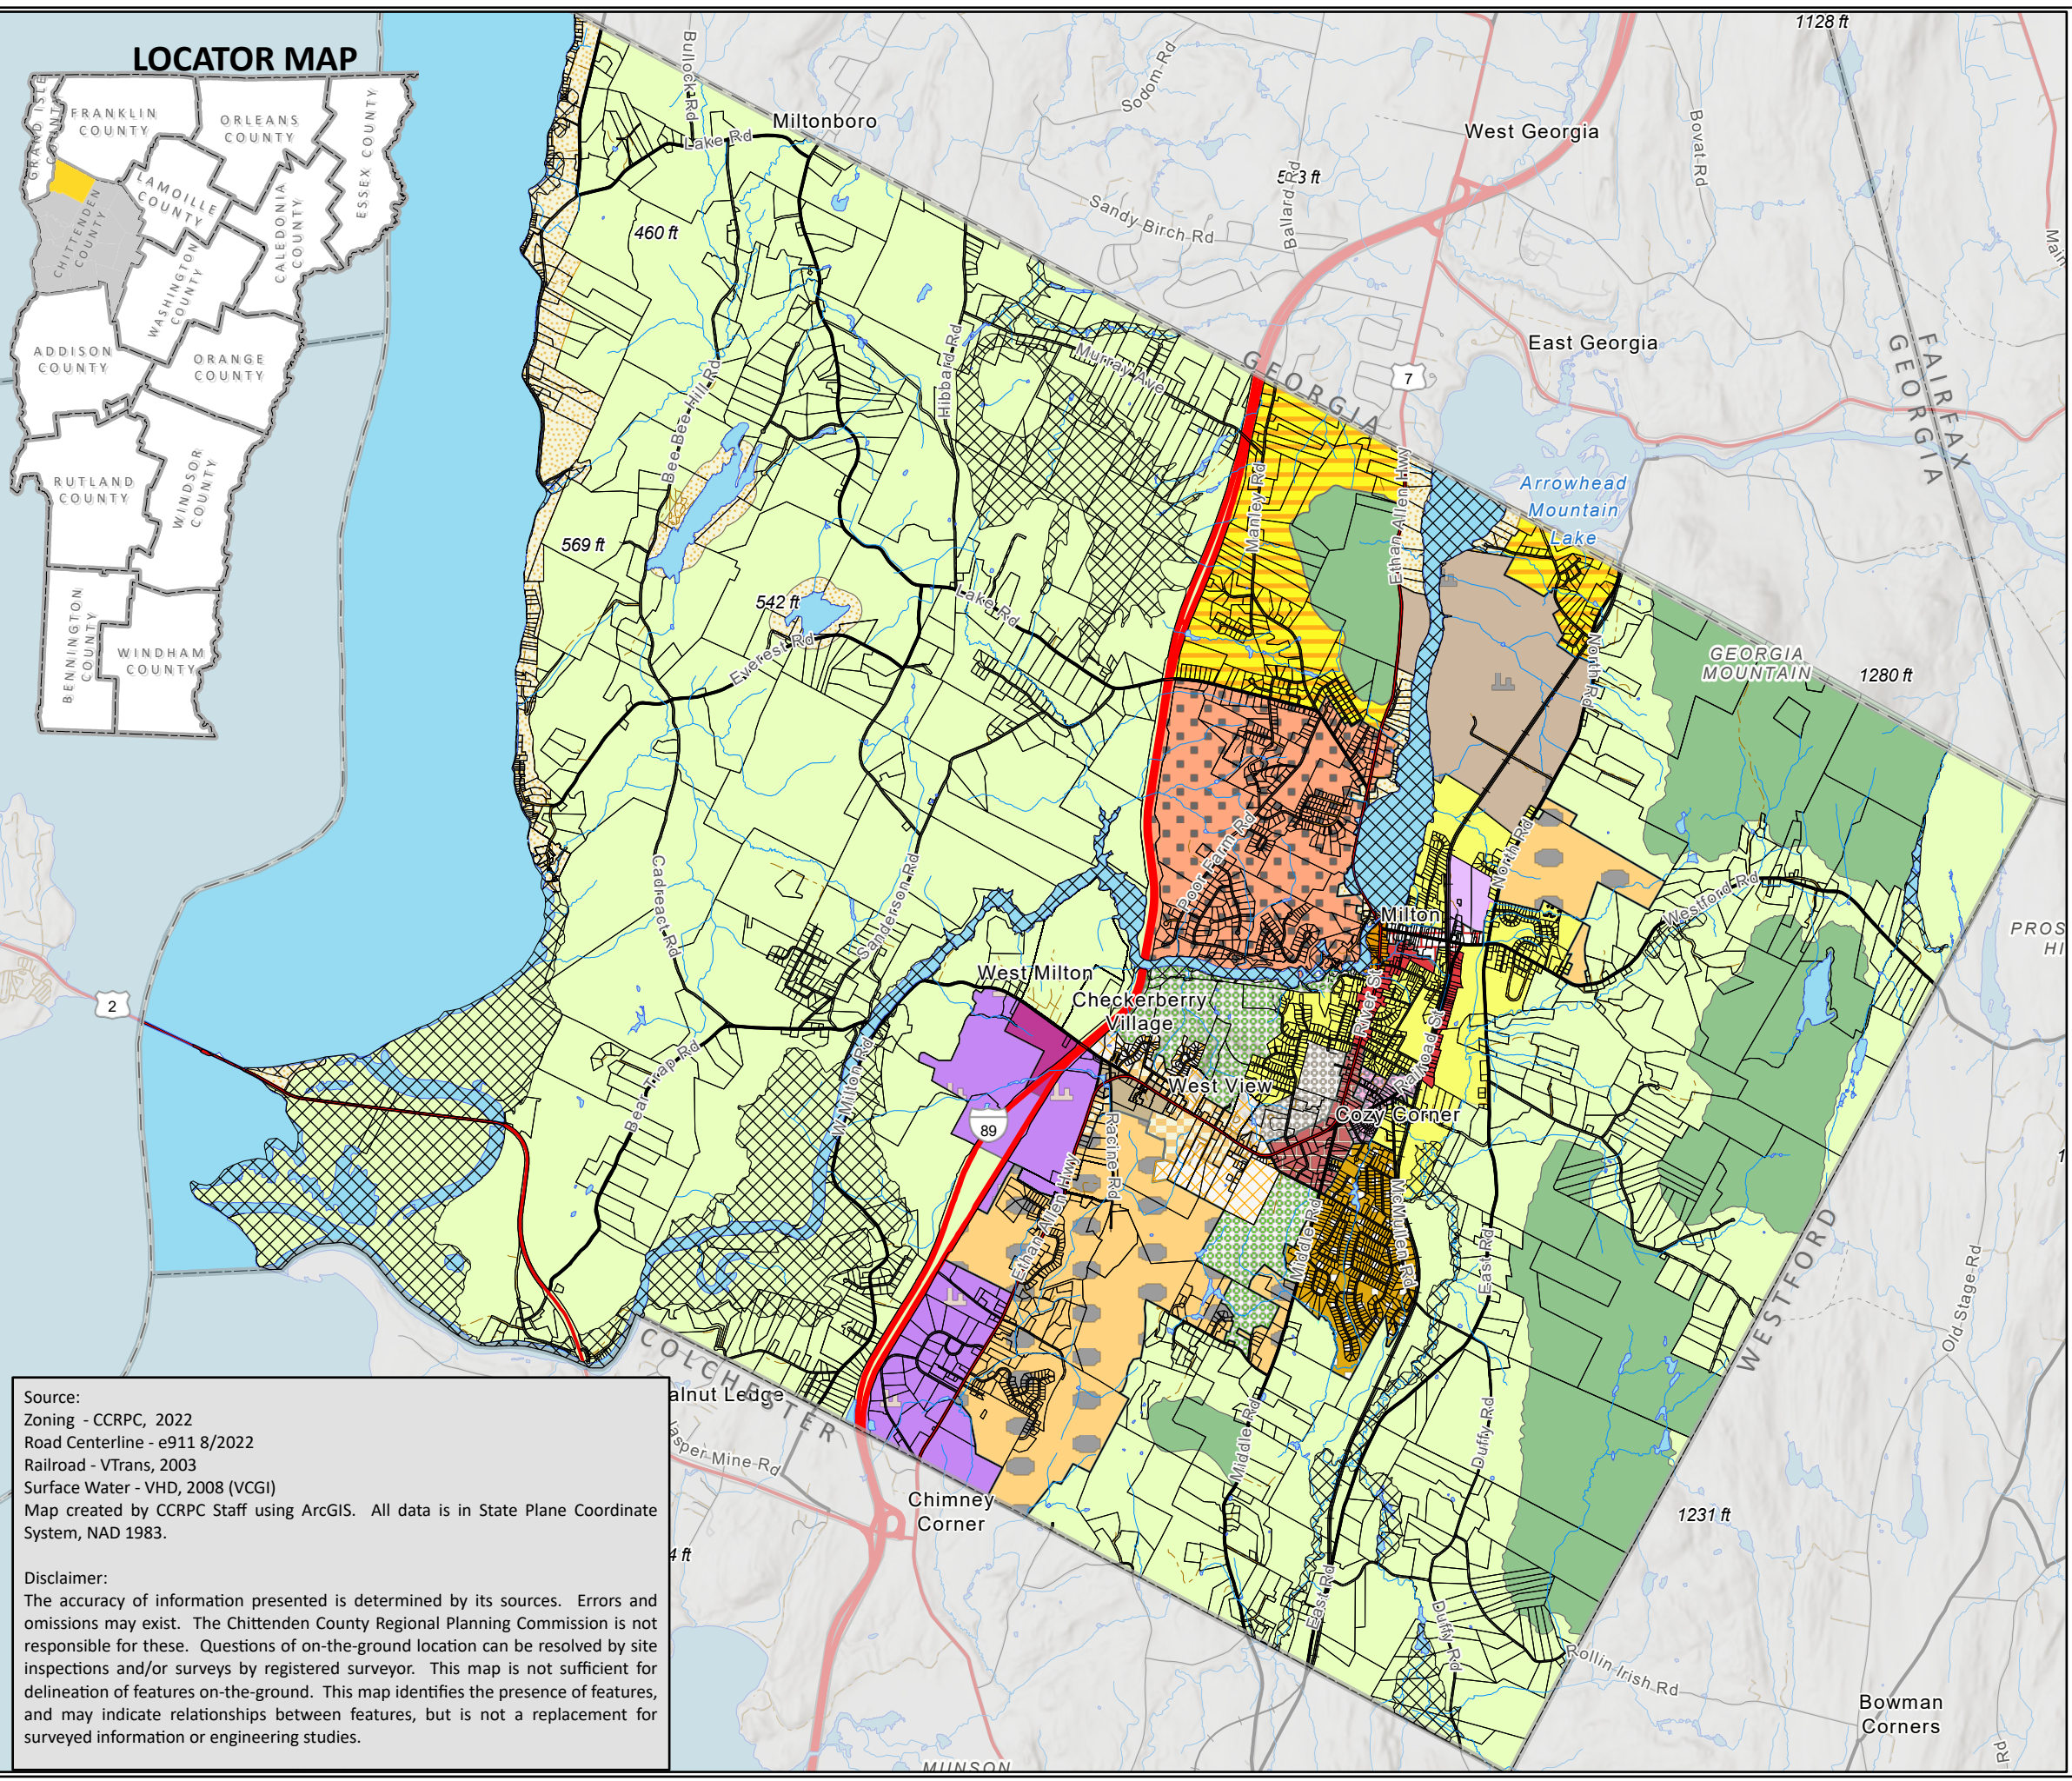 LOCATOR MAP
GRAND ISLE
COUNTY
FRANKLIN
COUNTY
ORLEANS
COUNTY
ESSEX COUNTY
LAMOILLE
COUNTY
CALEDONIA
COUNTY
CHITTENDEN
COUNTY
WASHINGTON
COUNTY
ADDISON
COUNTY
ORANGE
COUNTY
RUTLAND
COUNTY
WINDSOR
COUNTY
BENNINGTON
COUNTY
WINDHAM
COUNTY
1128 ft
Bullock Rd
Miltonboro
Lake Rd
Sodom Rd
West Georgia
Bovat Rd
Ballard Rd
Sandy Birch Rd
Main
460 ft
GEORGIA
FAIRFAX
GEORGIA
East Georgia
7
Murray Ave
Hibbard Rd
Bee Bee Hill Rd
Manley Rd
Ethan Allen Hwy
Arrowhead
Mountain
Lake
569 ft
542 ft
Lake Rd
Everest Rd
North Rd
F
F
GEORGIA
MOUNTAIN
1280 ft
Poor Farm Rd
North Rd
Cadreact Rd
Sanderson Rd
Westford Rd
Milton
PROS
HI
West Milton
Checkerberry
Village
2
River St
Railroad St
Bear Trap Rd
W Milton Rd
West View
Cozy Corner
F
F
89
Racine Rd
Ethan Allen Hwy
Middle Rd
McMullen Rd
East Rd
WESTFORD
Old Stage Rd
1
F
F
COLCHESTER
alnut Ledge
Jasper Mine Rd
Middle Rd
Duffy Rd
Chimney
Corner
4 ft
1231 ft
East Rd
Duffy Rd
Rollin Irish Rd
Bowman
Corners
Rd
MUNSON
Source:
Zoning - CCRPC, 2022
Road Centerline - e911 8/2022
Railroad - VTrans, 2003
Surface Water - VHD, 2008 (VCGI)
Map created by CCRPC Staff using ArcGIS. All data is in State Plane Coordinate
System, NAD 1983.
Disclaimer:
The accuracy of information presented is determined by its sources. Errors and
omissions may exist. The Chittenden County Regional Planning Commission is not
responsible for these. Questions of on-the-ground location can be resolved by site
inspections and/or surveys by registered surveyor. This map is not sufficient for
delineation of features on-the-ground. This map identifies the presence of features,
and may indicate relationships between features, but is not a replacement for
surveyed information or engineering studies.